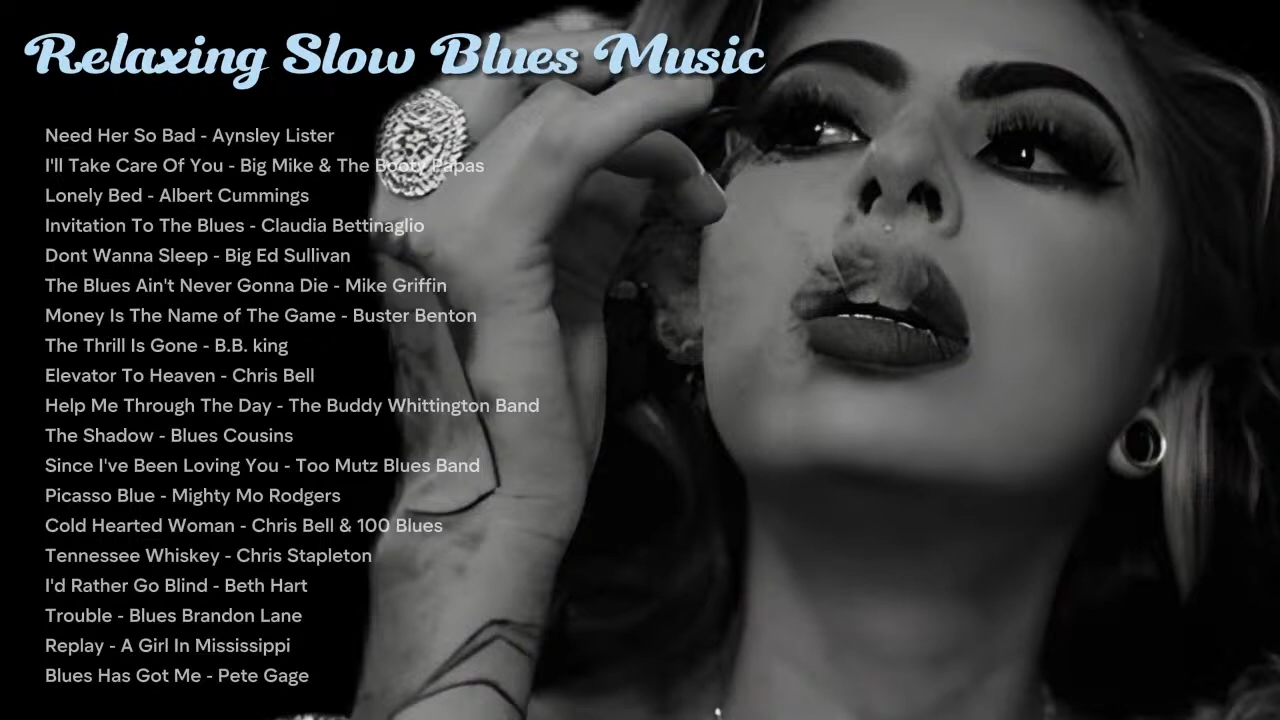 Relaxing Slow Blues Music
Need Her So Bad - Aynsley Lister
I'll Take Care Of You - Big Mike & The Booty Papas
Lonely Bed - Albert Cummings
Invitation To The Blues - Claudia Bettinaglio
Dont Wanna Sleep - Big Ed Sullivan
The Blues Ain't Never Gonna Die - Mike Griffin
Money Is The Name of The Game - Buster Benton
The Thrill Is Gone - B.B. king
Elevator To Heaven - Chris Bell
Help Me Through The Day - The Buddy Whittington Band
The Shadow - Blues Cousins
Since I've Been Loving You - Too Mutz Blues Band
Picasso Blue - Mighty Mo Rodgers
Cold Hearted Woman - Chris Bell & 100 Blues
Tennessee Whiskey - Chris Stapleton
I'd Rather Go Blind - Beth Hart
Trouble - Blues Brandon Lane
Replay - A Girl In Mississippi
Blues Has Got Me - Pete Gage